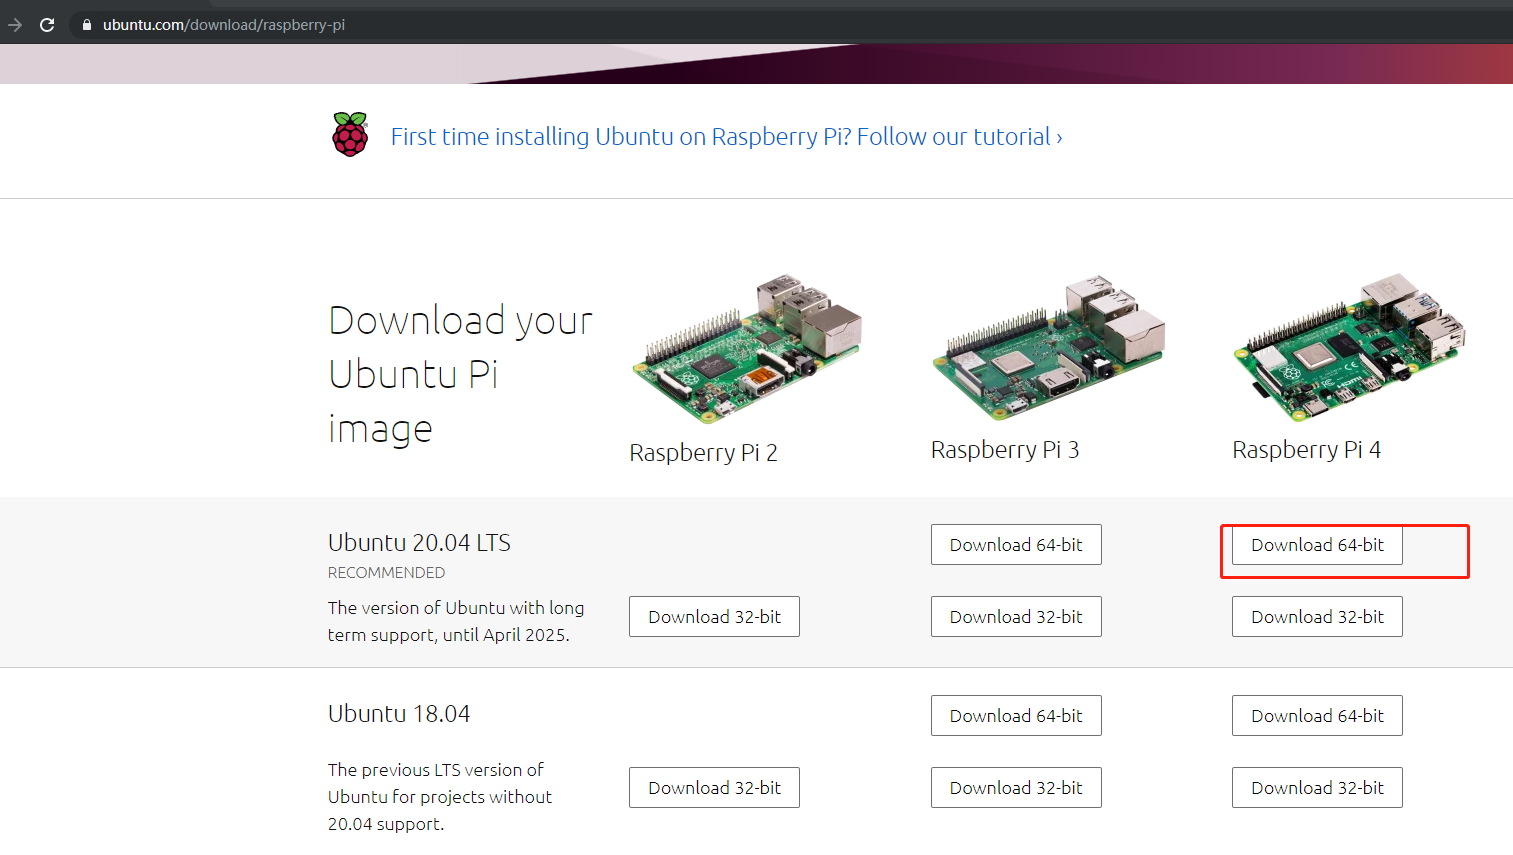 ubuntu.com/download/raspberry-pi
First time installing Ubuntu on Raspberry Pi? Follow our tutorial ›
Download your
Ubuntu Pi
image
Raspberry Pi 2
Raspberry Pi 3
Raspberry Pi 4
Ubuntu 20.04 LTS
RECOMMENDED
The version of Ubuntu with long
term support, until April 2025.
Download 64-bit
Download 64-bit
Download 32-bit
Download 32-bit
Download 32-bit
Ubuntu 18.04
The previous LTS version of
Ubuntu for projects without
20.04 support.
Download 64-bit
Download 64-bit
Download 32-bit
Download 32-bit
Download 32-bit